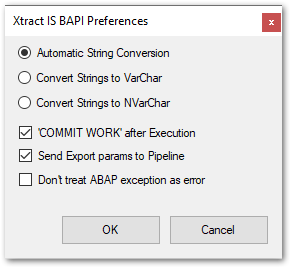 Xtract IS BAPI Preferences
x
Automatic String Conversion
Convert Strings to VarChar
Convert Strings to NVarChar
'COMMIT WORK' after Execution
Send Export params to Pipeline
Don't treat ABAP exception as error
OK Cancel